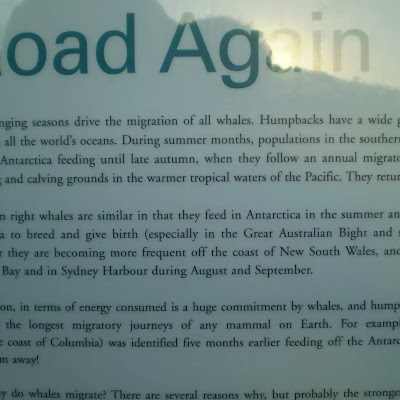 oad Again
nging seasons drive the migration of all whales. Humpbacks have a wide g
all the world's oceans. During summer months, populations in the southern
Antarctica feeding until late autumn, when they follow an annual migrato
and calving grounds in the warmer tropical waters of the Pacific. They retu
n right whales are similar in that they feed in Antarctica in the summer an
a to breed and give birth (especially in the Great Australian Bight and s
t they are becoming more frequent off the coast of New South Wales, and
Bay and in Sydney Harbour during August and September.
on, in terms of energy consumed is a huge commitment by whales, and hump
the longest migratory journeys of any mammal on Earth. For exampl
e coast of Columbia) was identified five months earlier feeding off the Antarc
m away!
y do whales migrate? There are several reasons why, but probably the stronges